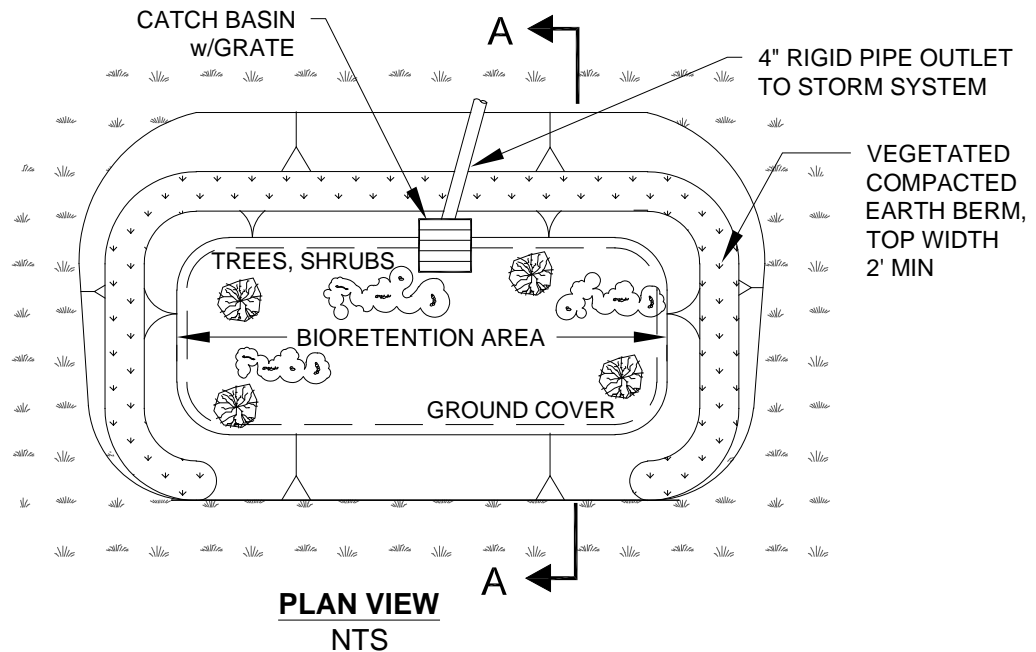 CATCH BASIN
w/GRATE
A
4" RIGID PIPE OUTLET
TO STORM SYSTEM
VEGETATED
COMPACTED
EARTH BERM,
TOP WIDTH
2' MIN
TREES, SHRUBS
BIORETENTION AREA
GROUND COVER
A
PLAN VIEW
NTS